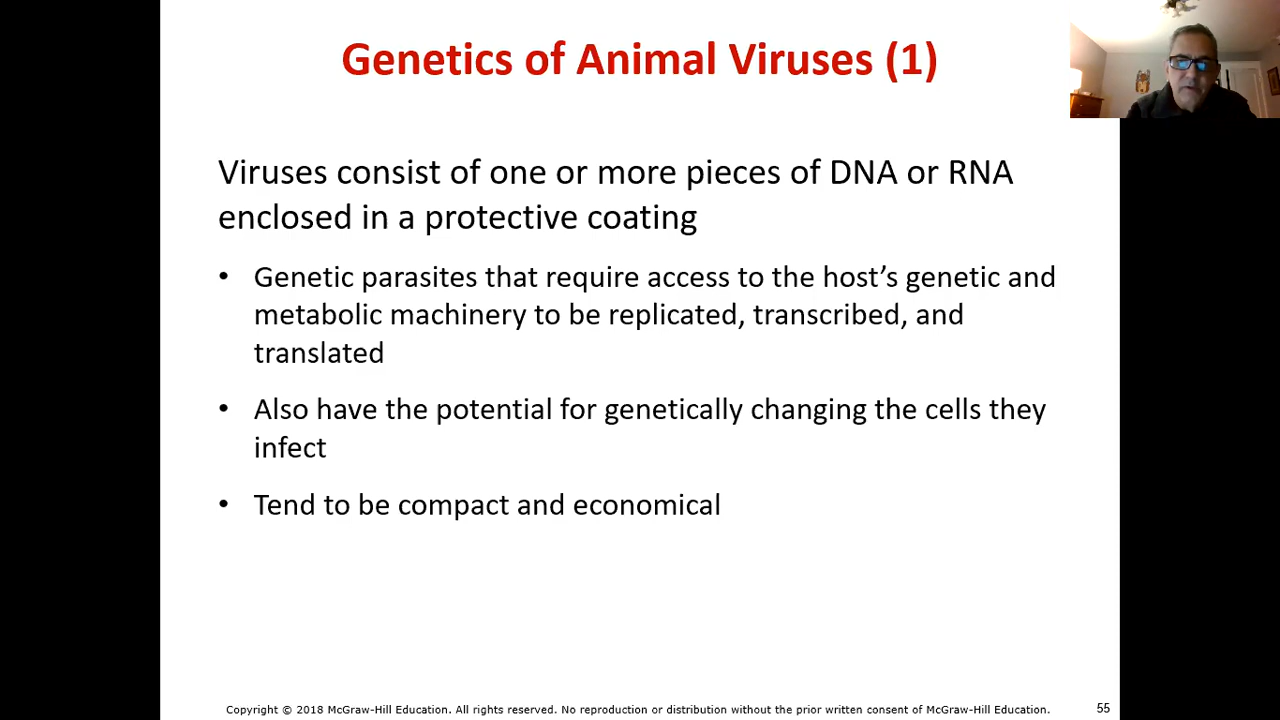 Genetics of Animal Viruses (1)
Viruses consist of one or more pieces of DNA or RNA
enclosed in a protective coating
• Genetic parasites that require access to the host’s genetic and
metabolic machinery to be replicated, transcribed, and
translated
• Also have the potential for genetically changing the cells they
infect
• Tend to be compact and economical
Copyright © 2018 McGraw-Hill Education. All rights reserved. No reproduction or distribution without the prior written consent of McGraw-Hill Education.
55